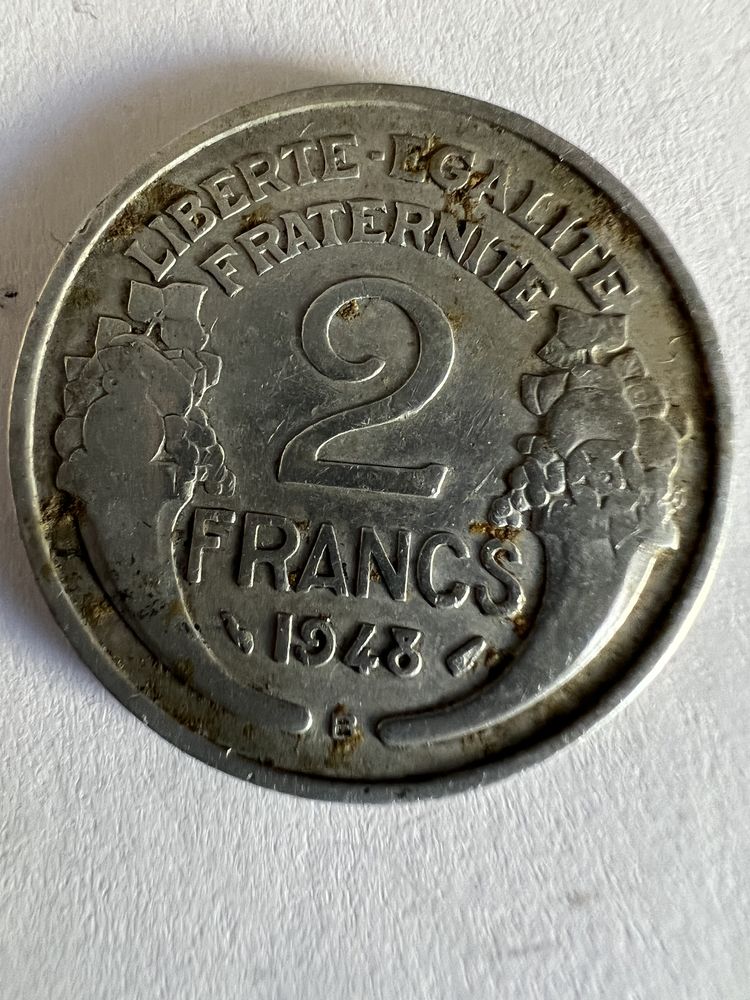 LIBERTE-EGALITE
FRATERNITE
2
FRANCS
1948
B